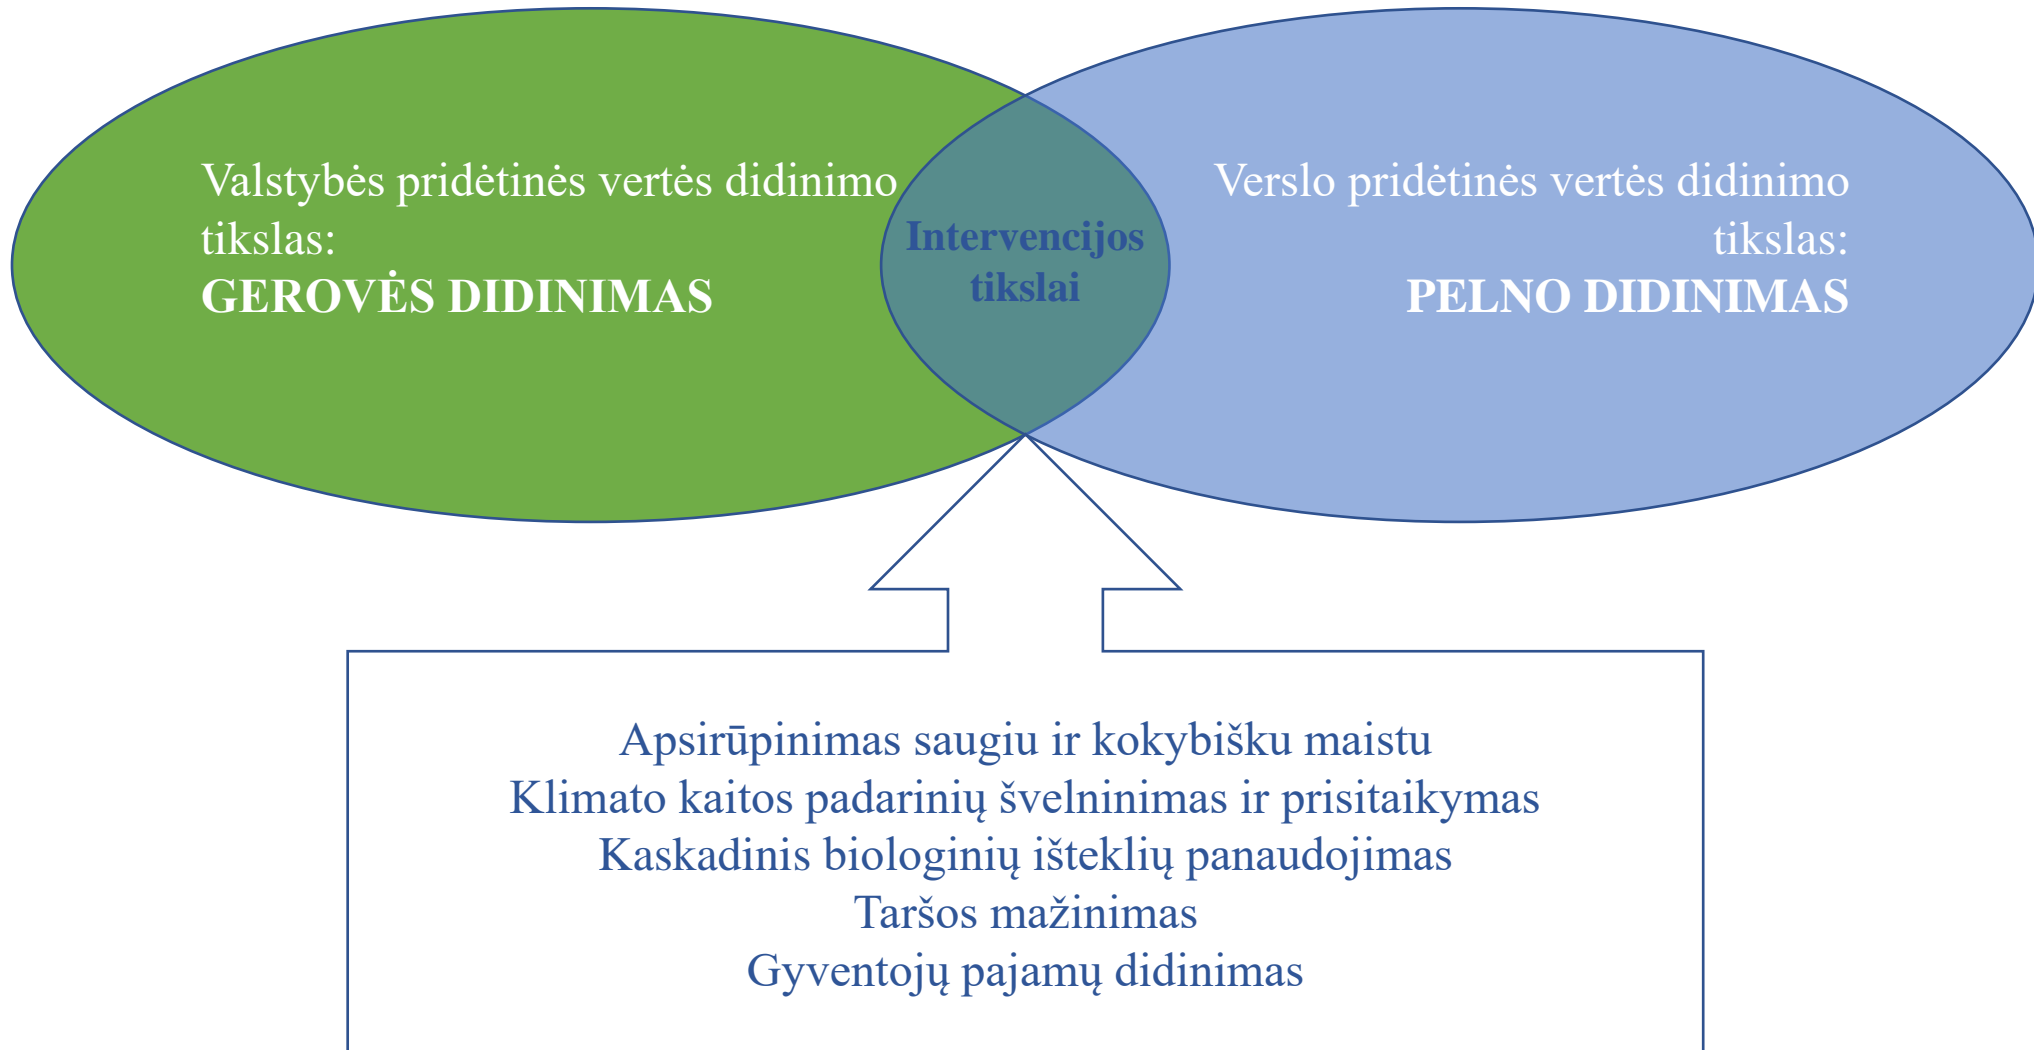 Valstybės pridėtinės vertės didinimo
tikslas:
GEROVĖS DIDINIMAS
Intervencijos
tikslai
Verslo pridėtinės vertės didinimo
tikslas:
PELNO DIDINIMAS
Apsirūpinimas saugiu ir kokybišku maistu
Klimato kaitos padarinių švelninimas ir prisitaikymas
Kaskadinis biologinių išteklių panaudojimas
Taršos mažinimas
Gyventojų pajamų didinimas